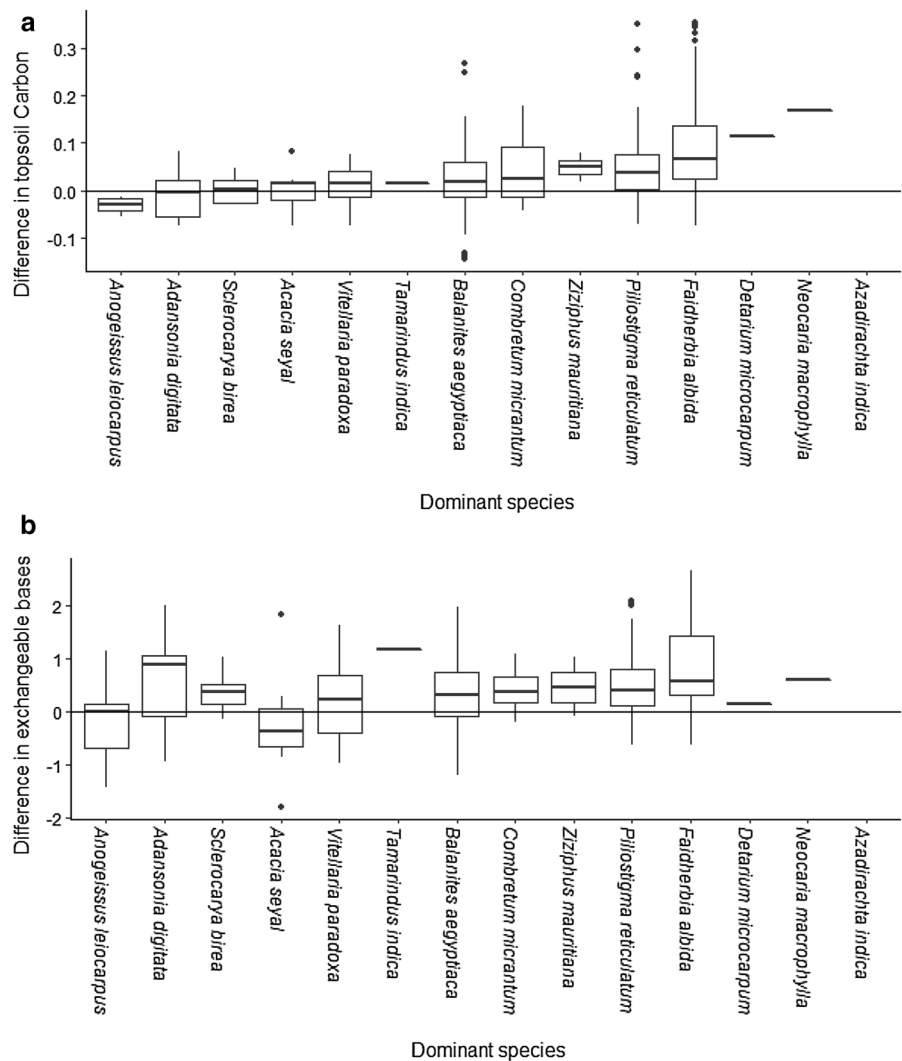 a
Difference in topsoil Carbon
0.3
0.2
0.1
0.0
-0.1
Anogeissus leiocarpus
Adansonia digitata
Sclerocarya birea
Acacia seyal
Vitellaria paradoxa
Tamarindus indica
Balanites aegyptiaca
Combretum micrantum
Ziziphus mauritiana
Piliostigma reticulatum
Faidherbia albida
Detarium microcarpum
Neocaria macrophylla
Azadirachta indica
Dominant species
b
Difference in exchangeable bases
2
1
0
-1
-2
Anogeissus leiocarpus
Adansonia digitata
Sclerocarya birea
Acacia seyal
Vitellaria paradoxa
Tamarindus indica
Balanites aegyptiaca
Combretum micrantum
Ziziphus mauritiana
Piliostigma reticulatum
Faidherbia albida
Detarium microcarpum
Neocaria macrophylla
Azadirachta indica
Dominant species